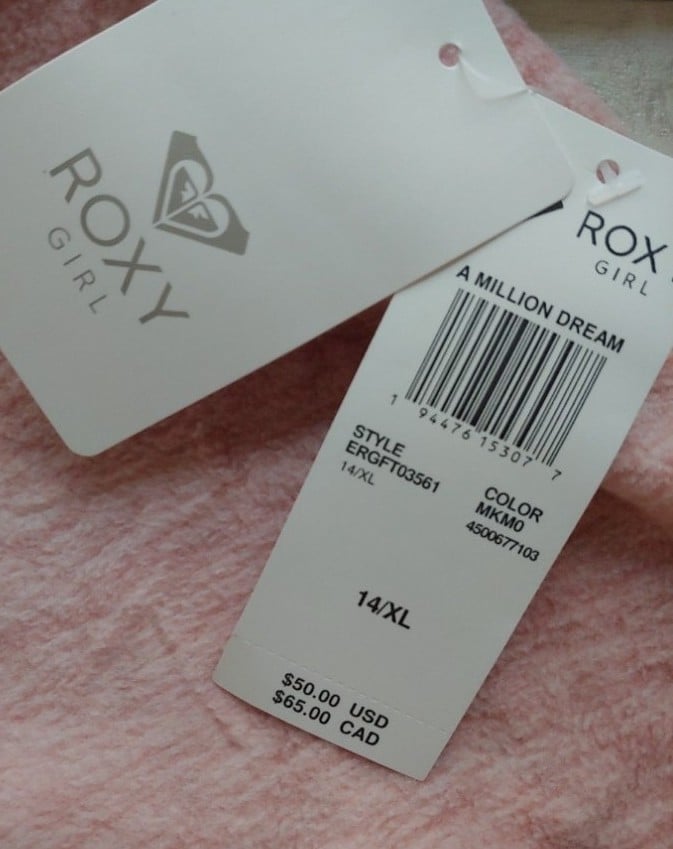 ROXY
GIRL
ROX
GIRL
A MILLION DREAM
1 94476 15307 7
STYLE
ERGFT03561
14/XL
COLOR
MKM0
4500677103
14/XL
$50.00 USD
$65.00 CAD